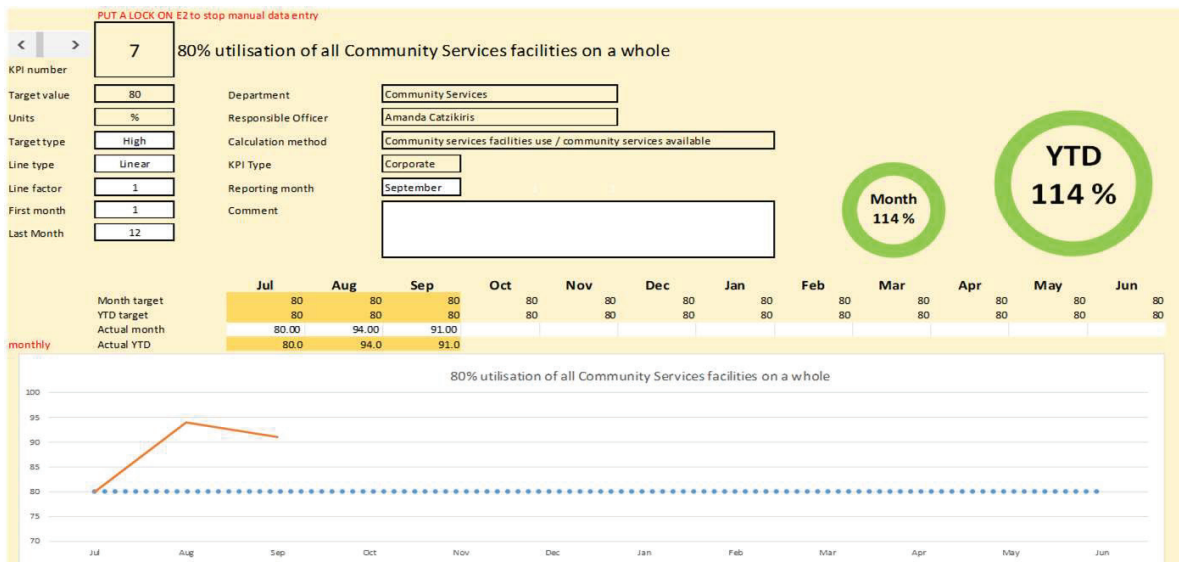 PUT A LOCK ON E2 to stop manual data entry
7 80% utilisation of all Community Services facilities on a whole
KPI number
Target value 80 Department Community Services
Units % Responsible Officer Amanda Catzikiris
Target type High Calculation method Community services facilities use / community services available
Line type Linear KPI Type Corporate
Line factor 1 Reporting month September
First month 1 Comment
Last Month 12
Month
114 %
YTD
114 %
Jul Aug Sep Oct Nov Dec Jan Feb Mar Apr May Jun
Month target 80 80 80 80 80 80 80 80 80 80 80 80
YTD target 80 80 80 80 80 80 80 80 80 80 80 80
Actual month 80.00 94.00 91.00
monthly Actual YTD 80.0 94.0 91.0
80% utilisation of all Community Services facilities on a whole
100
95
90
85
80
75
70
Jul Aug Sep Oct Nov Dec Jan Feb Mar Apr May Jun